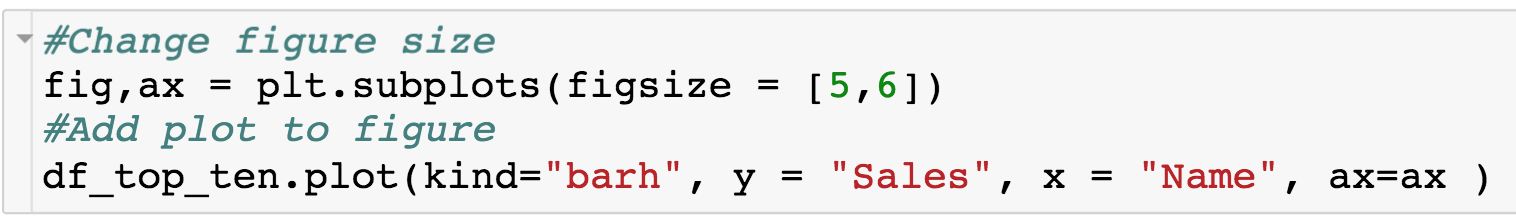 #Change figure size
fig,ax = plt.subplots(figsize = [5,6])
#Add plot to figure
df_top_ten.plot(kind="barh", y = "Sales", x = "Name", ax=ax )